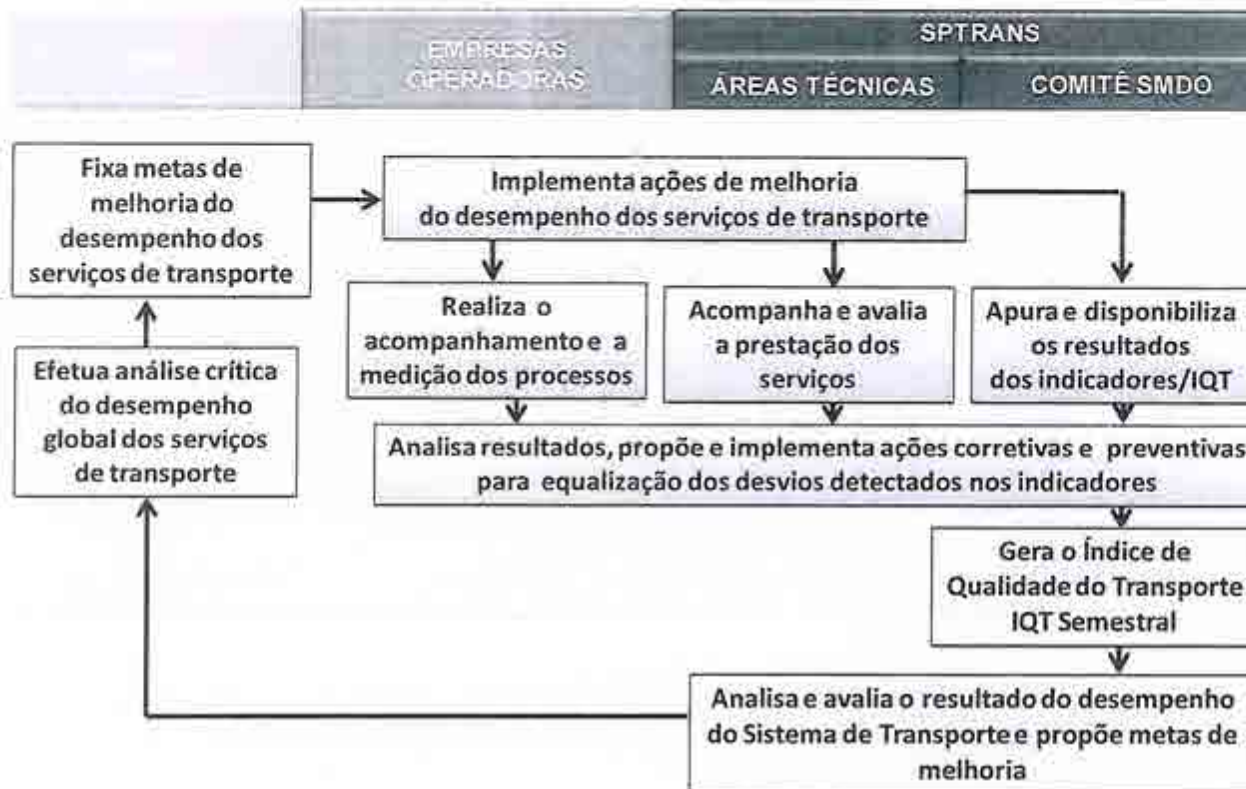 EMPRESAS
OPERADORAS
SPTRANS
ÁREAS TÉCNICAS
COMITÊ SMDO
Fixa metas de
melhoria do
desempenho dos
serviços de transporte
Implementa ações de melhoria
do desempenho dos serviços de transporte
Realiza o
acompanhamento e a
medição dos processos
Acompanha e avalia
a prestação dos
serviços
Apura e disponibiliza
os resultados
dos indicadores/IQT
Efetua análise crítica
do desempenho
global dos serviços
de transporte
Analisa resultados, propõe e implementa ações corretivas e preventivas
para equalização dos desvios detectados nos indicadores
Gera o Índice de
Qualidade do Transporte
IQT Semestral
Analisa e avalia o resultado do desempenho
do Sistema de Transporte e propõe metas de
melhoria